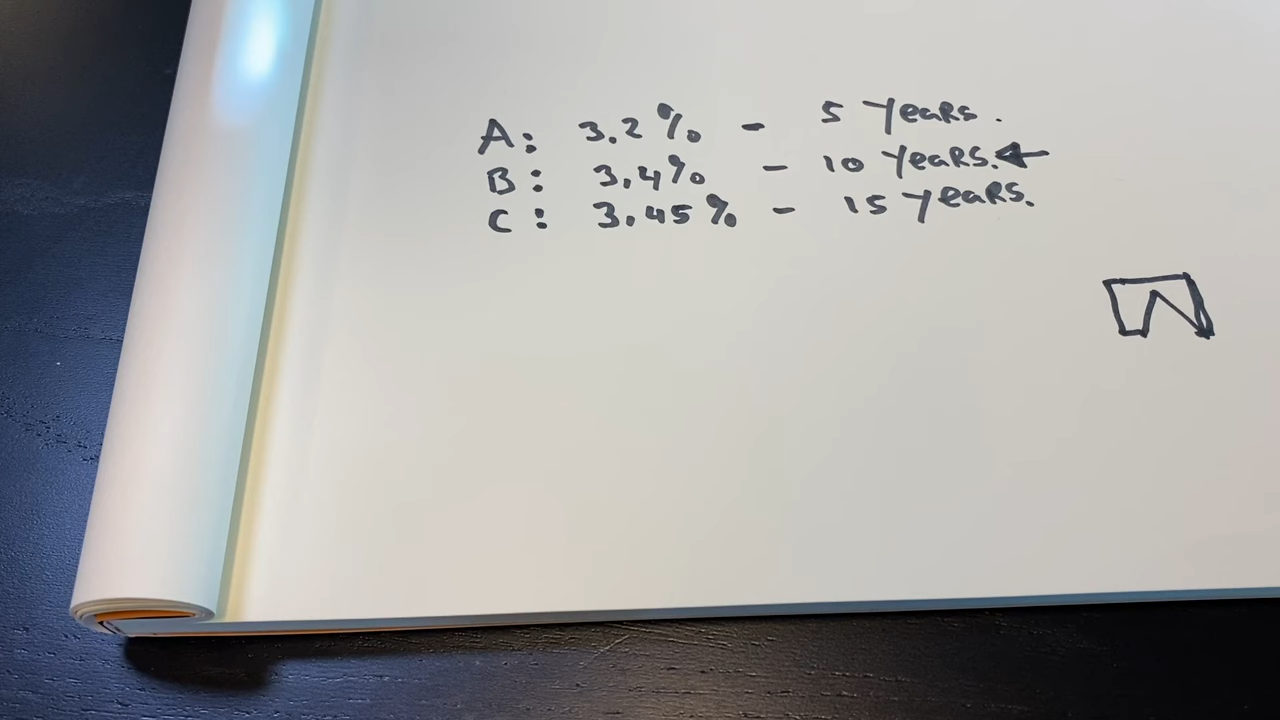 A: 3.2% - 5 Years.
B: 3.4% - 10 Years. ←
C: 3.45% - 15 Years.